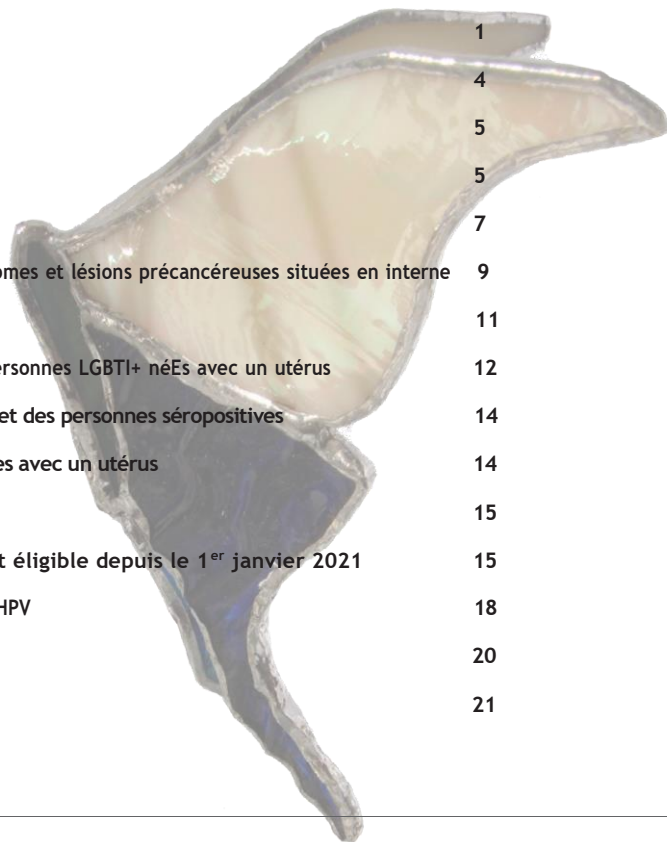 1
4
5
5
7
omes et lésions précancéreuses situées en interne 9
11
ersonnes LGBTI+ néEs avec un utérus 12
et des personnes séropositives 14
es avec un utérus 14
15
t éligible depuis le 1er janvier 2021 15
HPV 18
20
21